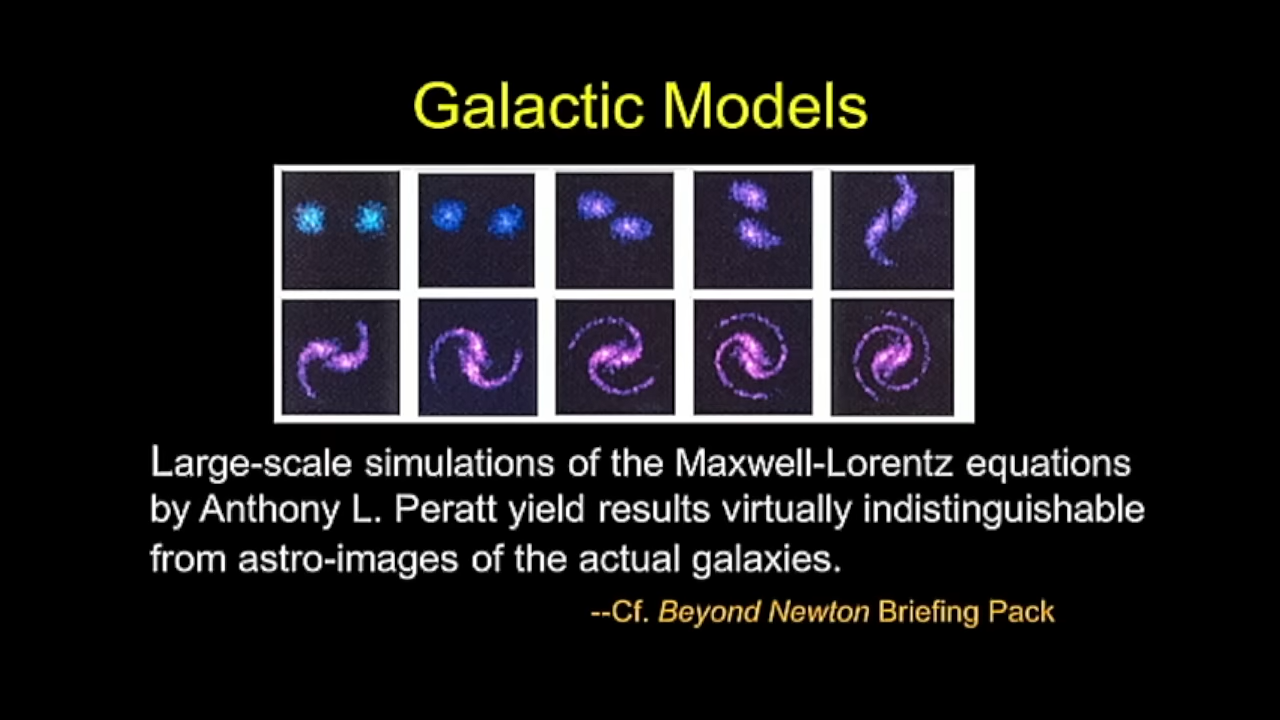 Galactic Models
Large-scale simulations of the Maxwell-Lorentz equations
by Anthony L. Peratt yield results virtually indistinguishable
from astro-images of the actual galaxies.
--Cf. Beyond Newton Briefing Pack